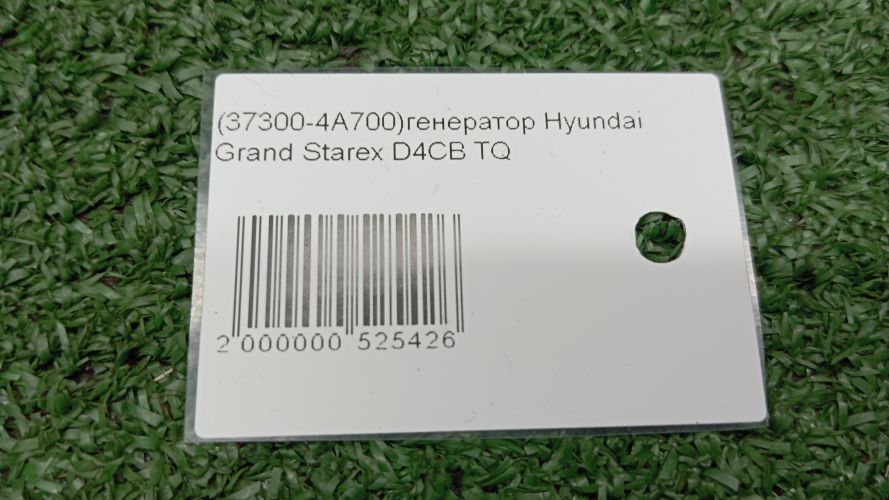 (37300-4A700)генератор Hyundai
Grand Starex D4CB TQ
2 000000 525426